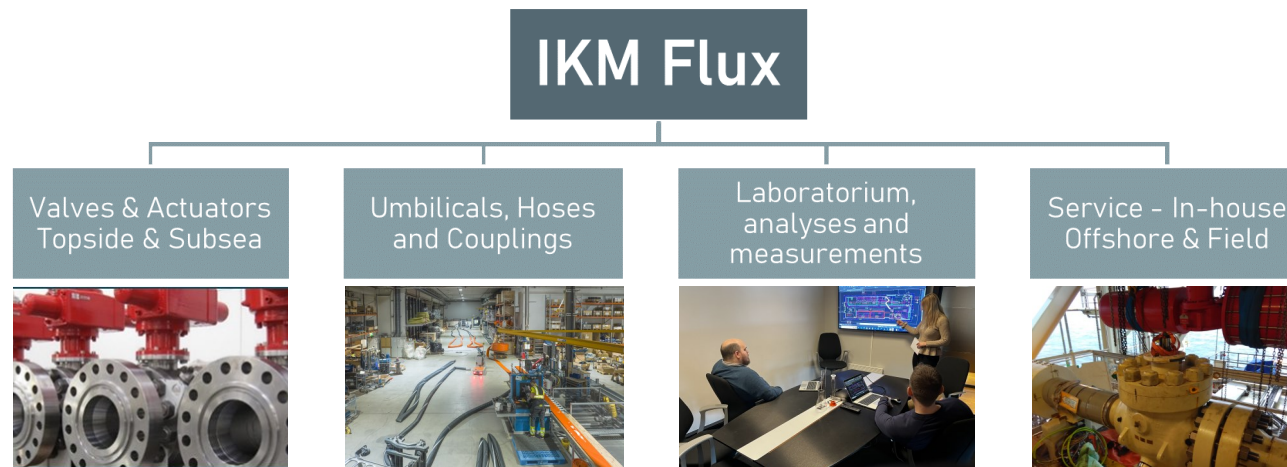 IKM Flux
Valves & Actuators
Topside & Subsea
Umbilicals, Hoses
and Couplings
Laboratorium,
analyses and
measurements
Service - In-house
Offshore & Field